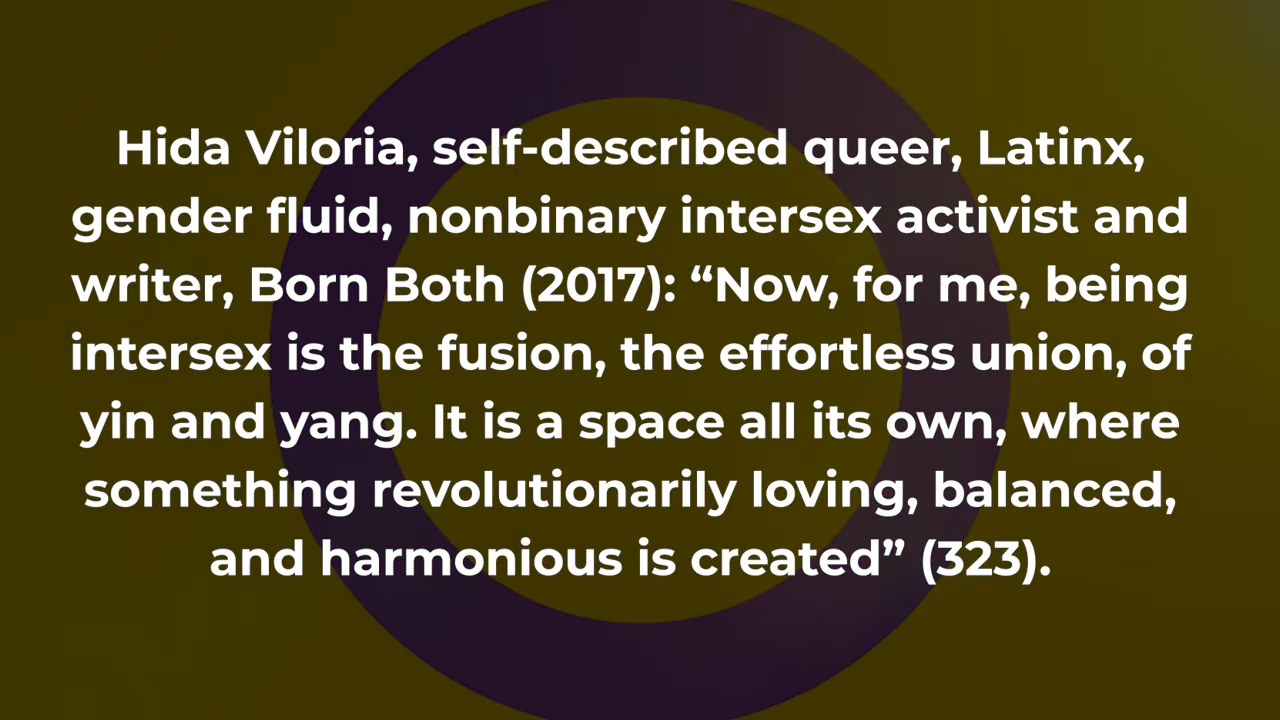 Hida Viloria, self-described queer, Latinx,
gender fluid, nonbinary intersex activist and
writer, Born Both (2017): “Now, for me, being
intersex is the fusion, the effortless union, of
yin and yang. It is a space all its own, where
something revolutionarily loving, balanced,
and harmonious is created” (323).